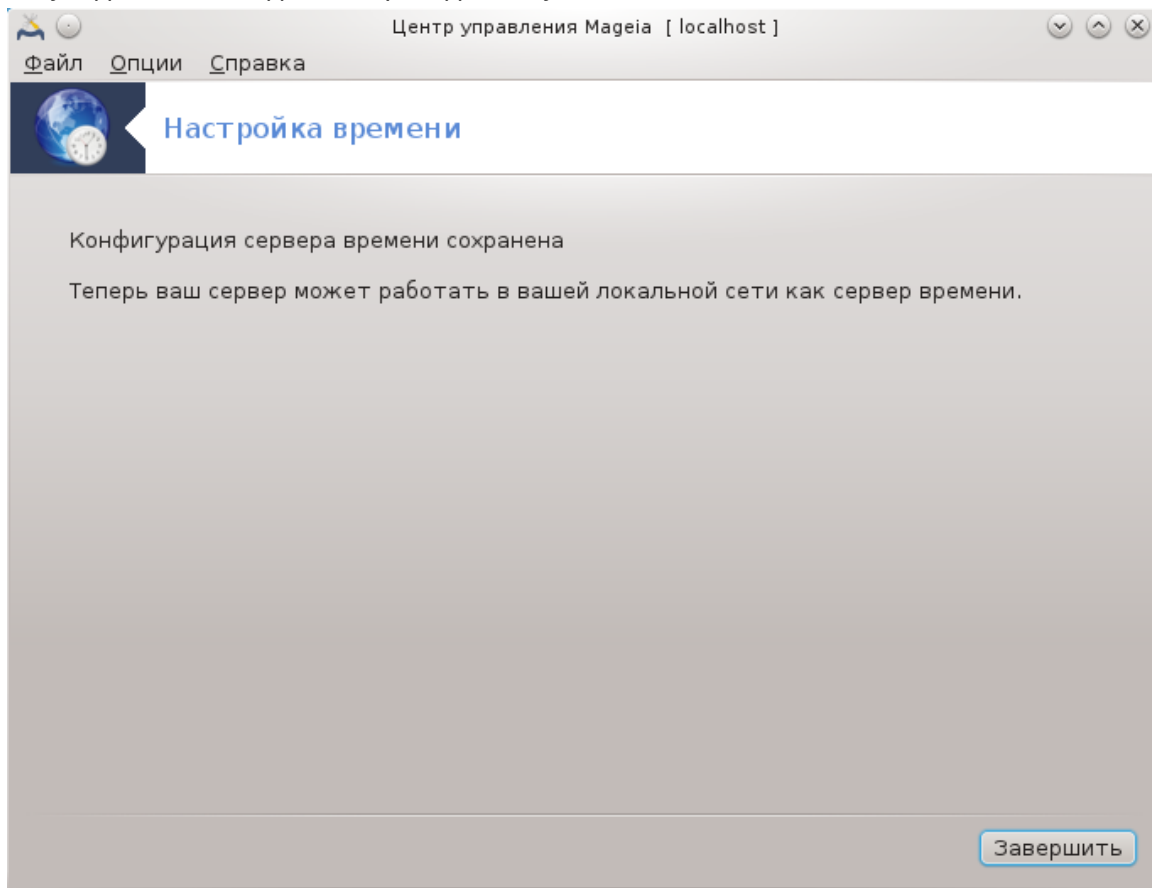 Центр управления Mageia [ localhost ]
Файл Опции Справка
Настройка времени
Конфигурация сервера времени сохранена
Теперь ваш сервер может работать в вашей локальной сети как сервер времени.
Завершить